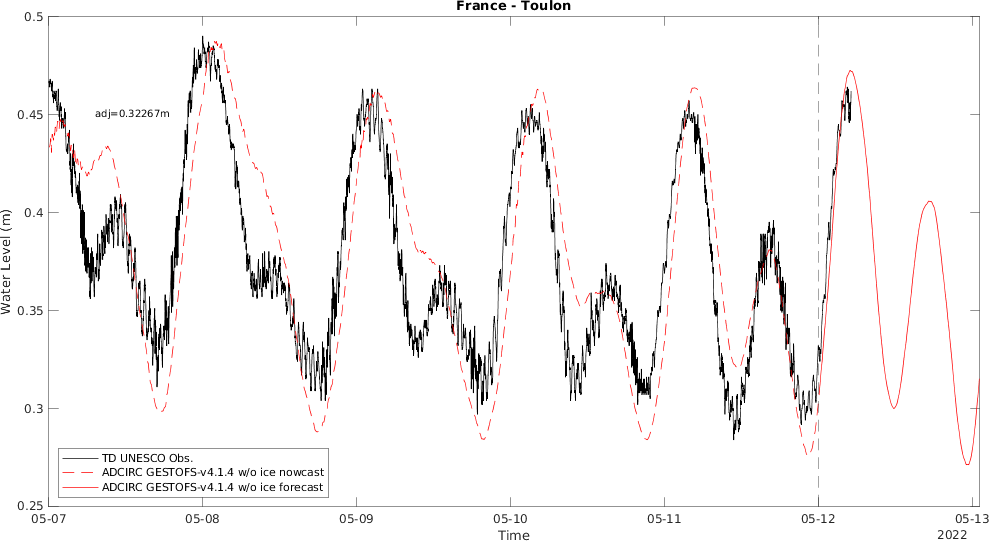 France - Toulon
0.5
0.45
0.4
0.35
0.3
0.25
Water Level (m)
adj=0.32267m
TD UNESCO Obs.
ADCIRC GESTOFS-v4.1.4 w/o ice nowcast
ADCIRC GESTOFS-v4.1.4 w/o ice forecast
05-07 05-08 05-09 05-10 05-11 05-12 05-13
Time
2022